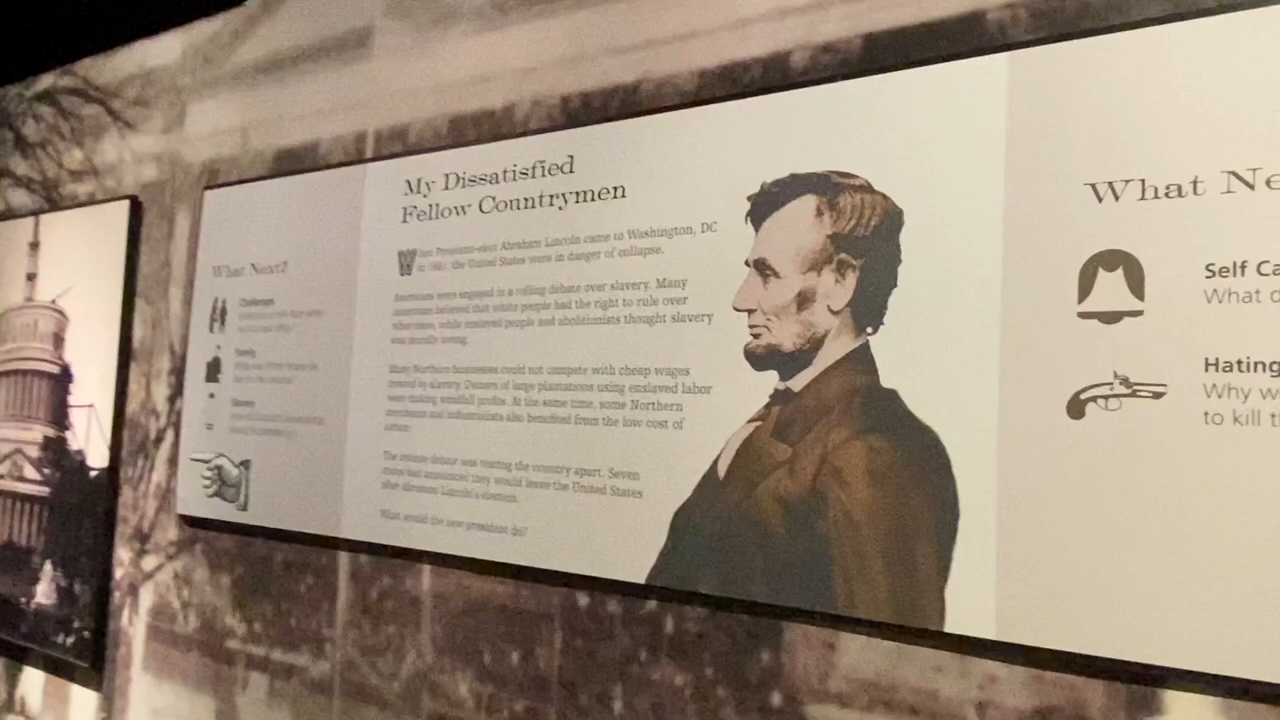 What Next?
Challenges
Family
Slavery
My Dissatisfied
Fellow Countrymen
When President-elect Abraham Lincoln came to Washington, DC
in 1861, the United States were in danger of collapse.
Americans were engaged in a roiling debate over slavery. Many
Americans believed that white people had the right to rule over
others, while enslaved people and abolitionists thought slavery
was morally wrong.
Many Northern businesses could not compete with cheap wages
created by slavery. Owners of large plantations using enslaved labor
were making windfall profits. At the same time, some Northern
merchants and industrialists also benefited from the low cost of
cotton.
The intense debate was tearing the country apart. Seven
states had announced they would leave the United States
after Abraham Lincoln's election.
What would the new president do?
What Ne
Self Ca
What d
Hating
Why w
to kill t